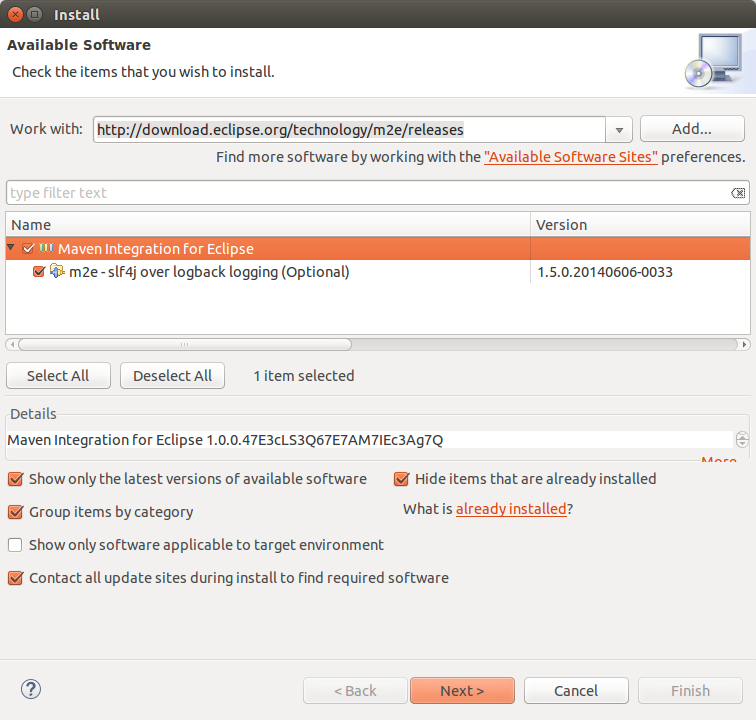 Install
Available Software
Check the items that you wish to install.
Work with: http://download.eclipse.org/technology/m2e/releases Add...
Find more software by working with the "Available Software Sites" preferences.
type filter text
Name Version
Maven Integration for Eclipse
m2e - slf4j over logback logging (Optional) 1.5.0.20140606-0033
Select All Deselect All 1 item selected
Details
Maven Integration for Eclipse 1.0.0.47E3cLS3Q67E7AM7IEc3Ag7Q
More...
Show only the latest versions of available software Hide items that are already installed
Group items by category What is already installed?
Show only software applicable to target environment
Contact all update sites during install to find required software
? < Back Next > Cancel Finish